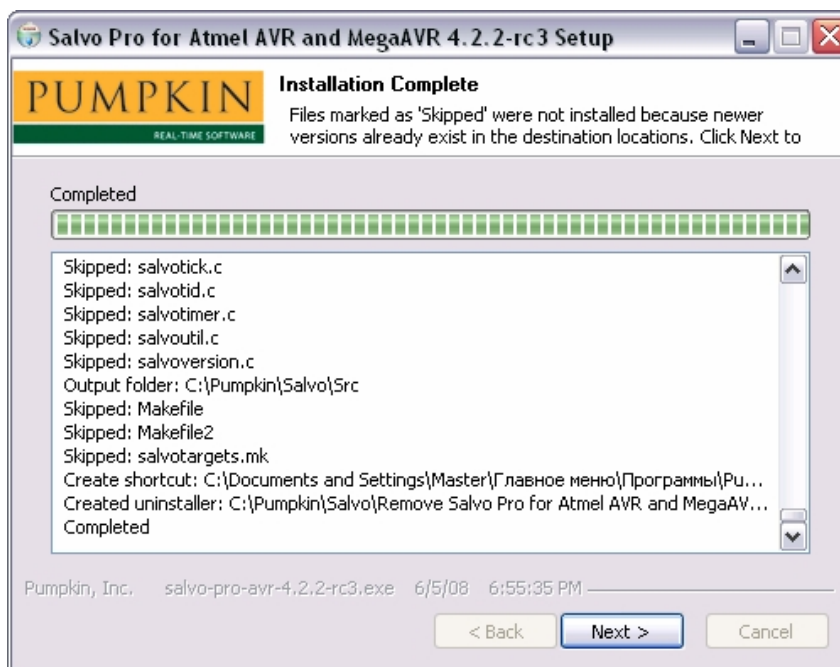 Salvo Pro for Atmel AVR and MegaAVR 4.2.2-rc3 Setup
PUMPKIN
REAL-TIME SOFTWARE
Installation Complete
Files marked as 'Skipped' were not installed because newer
versions already exist in the destination locations. Click Next to
Completed
Skipped: salvotick.c
Skipped: salvotid.c
Skipped: salvotimer.c
Skipped: salvoutil.c
Skipped: salvoversion.c
Output folder: C:\Pumpkin\Salvo\Src
Skipped: Makefile
Skipped: Makefile2
Skipped: salvotargets.mk
Create shortcut: C:\Documents and Settings\Master\Главное меню\Программы\Pu...
Created uninstaller: C:\Pumpkin\Salvo\Remove Salvo Pro for Atmel AVR and MegaAV...
Completed
Pumpkin, Inc. salvo-pro-avr-4.2.2-rc3.exe 6/5/08 6:55:35 PM
< Back Next > Cancel